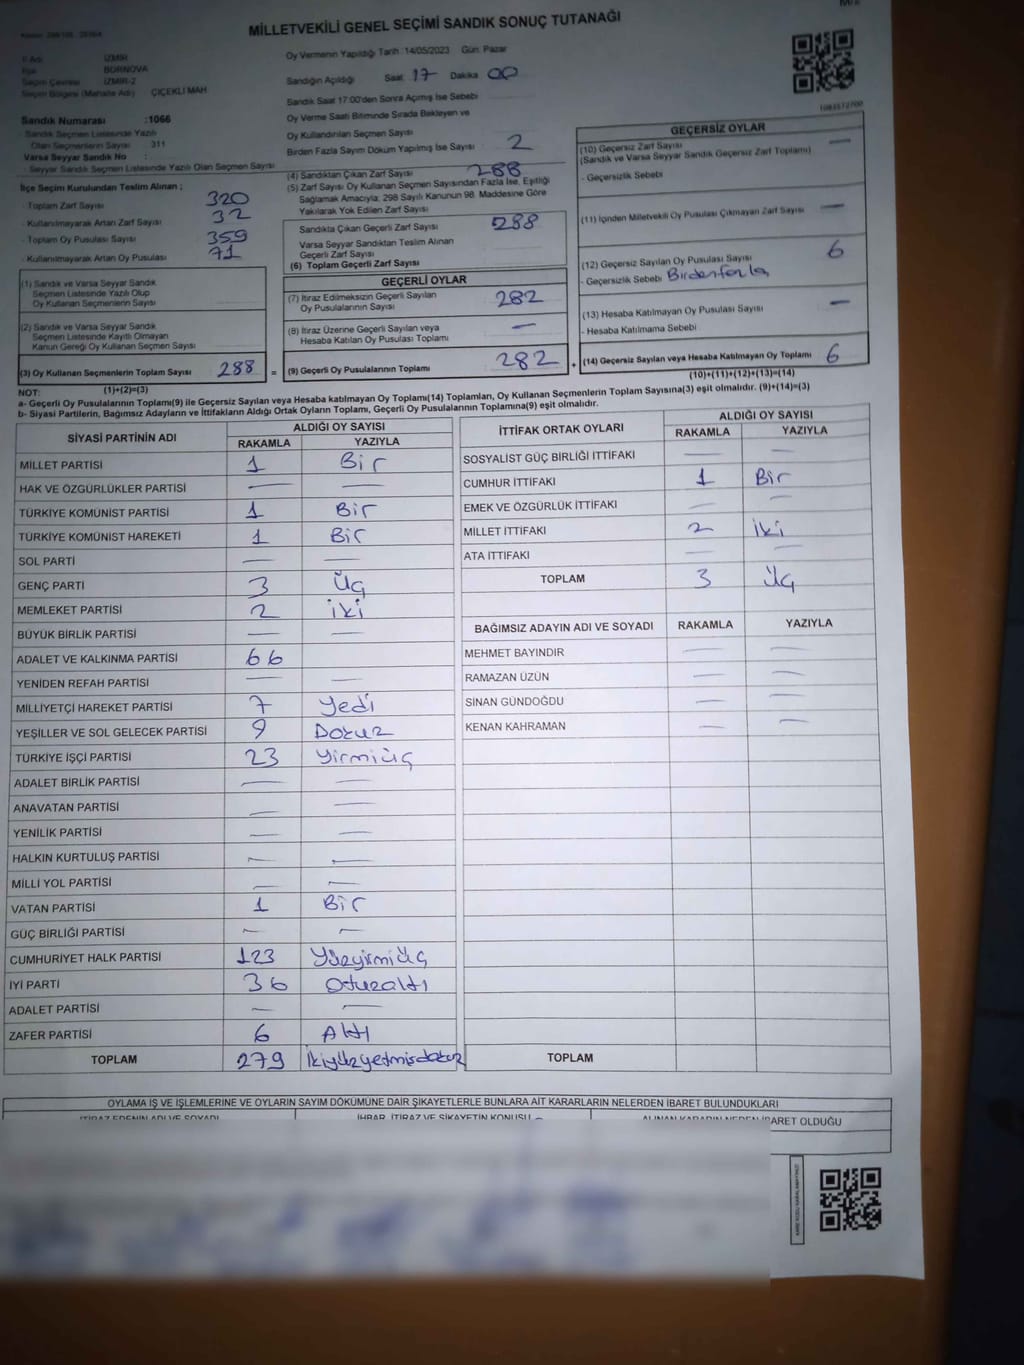 MİLLETVEKİLİ GENEL SEÇİMİ SANDIK SONUÇ TUTANAĞI
İl Adı İZMİR
İlçe BORNOVA
Seçim Çevresi İZMİR-2
Seçim Bölgesi (Mahalle Adı) ÇİÇEKLİ MAH
Sandık Numarası :1066
Sandık Seçmen Listesinde Yazılı
Olan Seçmenlerin Sayısı 311
Varsa Seyyar Sandık No :
Seyyar Sandık Seçmen Listesinde Yazılı Olan Seçmen Sayısı
İlçe Seçim Kurulundan Teslim Alınan ;
- Toplam Zarf Sayısı 320
- Kullanılmayarak Artan Zarf Sayısı 32
- Toplam Oy Pusulası Sayısı 359
- Kullanılmayarak Artan Oy Pusulası 71
(1) Sandık ve Varsa Seyyar Sandık
Seçmen Listesinde Yazılı Olup
Oy Kullanan Seçmenlerin Sayısı
(2) Sandık ve Varsa Seyyar Sandık
Seçmen Listesinde Kayıtlı Olmayan
Kanun Gereği Oy Kullanan Seçmen Sayısı
(3) Oy Kullanan Seçmenlerin Toplam Sayısı 288 =
(1)+(2)=(3)
Oy Vermenin Yapıldığı Tarih :14/05/2023 Gün: Pazar
Sandığın Açıldığı Saat 17 Dakika 00
Sandık Saat 17:00'den Sonra Açmış İse Sebebi
Oy Verme Saati Bitiminde Sırada Bekleyen ve
Oy Kullandırılan Seçmen Sayısı
Birden Fazla Sayım Döküm Yapılmış İse Sayısı 2
(4) Sandıktan Çıkan Zarf Sayısı 288
(5) Zarf Sayısı Oy Kullanan Seçmen Sayısından Fazla İse, Eşitliği
Sağlamak Amacıyla; 298 Sayılı Kanunun 98. Maddesine Göre
Yakılarak Yok Edilen Zarf Sayısı
Sandıkta Çıkan Geçerli Zarf Sayısı 288
Varsa Seyyar Sandıktan Teslim Alınan
Geçerli Zarf Sayısı
(6) Toplam Geçerli Zarf Sayısı
GEÇERLİ OYLAR
(7) İtiraz Edilmeksizin Geçerli Sayılan
Oy Pusulalarının Sayısı 282
(8) İtiraz Üzerine Geçerli Sayılan veya
Hesaba Katılan Oy Pusulası Toplamı —
(9) Geçerli Oy Pusulalarının Toplamı 282 +
1083512700
GEÇERSİZ OYLAR
(10) Geçersiz Zarf Sayısı —
(Sandık ve Varsa Seyyar Sandık Geçersiz Zarf Toplamı)
- Geçersizlik Sebebi
(11) İçinden Milletvekili Oy Pusulası Çıkmayan Zarf Sayısı —
(12) Geçersiz Sayılan Oy Pusulası Sayısı 6
- Geçersizlik Sebebi Birdenfazla
(13) Hesaba Katılmayan Oy Pusulası Sayısı —
- Hesaba Katılmama Sebebi
(14) Geçersiz Sayılan veya Hesaba Katılmayan Oy Toplamı 6
(10)+(11)+(12)+(13)=(14)
NOT:
a- Geçerli Oy Pusulalarının Toplamı(9) ile Geçersiz Sayılan veya Hesaba katılmayan Oy Toplamı(14) Toplamları, Oy Kullanan Seçmenlerin Toplam Sayısına(3) eşit olmalıdır. (9)+(14)=(3)
b- Siyasi Partilerin, Bağımsız Adayların ve İttifakların Aldığı Ortak Oyların Toplamı, Geçerli Oy Pusulalarının Toplamına(9) eşit olmalıdır.
SİYASİ PARTİNİN ADI ALDIĞI OY SAYISI
RAKAMLA YAZIYLA
MİLLET PARTİSİ 1 Bir
HAK VE ÖZGÜRLÜKLER PARTİSİ — —
TÜRKİYE KOMÜNİST PARTİSİ 1 Bir
TÜRKİYE KOMÜNİST HAREKETİ 1 Bir
SOL PARTİ — —
GENÇ PARTİ 3 Üç
MEMLEKET PARTİSİ 2 iki
BÜYÜK BİRLİK PARTİSİ — —
ADALET VE KALKINMA PARTİSİ 66
YENİDEN REFAH PARTİSİ — —
MİLLİYETÇİ HAREKET PARTİSİ 7 Yedi
YEŞİLLER VE SOL GELECEK PARTİSİ 9 Dokuz
TÜRKİYE İŞÇİ PARTİSİ 23 Yirmiüç
ADALET BİRLİK PARTİSİ — —
ANAVATAN PARTİSİ — —
YENİLİK PARTİSİ — —
HALKIN KURTULUŞ PARTİSİ — —
MİLLİ YOL PARTİSİ — —
VATAN PARTİSİ 1 Bir
GÜÇ BİRLİĞİ PARTİSİ — —
CUMHURİYET HALK PARTİSİ 123 Yüzyirmiüç
İYİ PARTİ 36 Otuzaltı
ADALET PARTİSİ — —
ZAFER PARTİSİ 6 Altı
TOPLAM 279 ikiyüzyetmisdokuz
İTTİFAK ORTAK OYLARI ALDIĞI OY SAYISI
RAKAMLA YAZIYLA
SOSYALİST GÜÇ BİRLİĞİ İTTİFAKI — —
CUMHUR İTTİFAKI 1 Bir
EMEK VE ÖZGÜRLÜK İTTİFAKI — —
MİLLET İTTİFAKI 2 iki
ATA İTTİFAKI — —
TOPLAM 3 Üç
BAĞIMSIZ ADAYIN ADI VE SOYADI RAKAMLA YAZIYLA
MEHMET BAYINDIR — —
RAMAZAN ÜZÜN — —
SİNAN GÜNDOĞDU — —
KENAN KAHRAMAN — —
TOPLAM
OYLAMA İŞ VE İŞLEMLERİNE VE OYLARIN SAYIM DÖKÜMÜNE DAİR ŞİKAYETLERLE BUNLARA AİT KARARLARIN NELERDEN İBARET BULUNDUKLARI
İTİRAZ EDENİN ADI VE SOYADI İHBAR, İTİRAZ VE ŞİKAYETİN KONUSU ALINAN KARARIN NEDEN İBARET OLDUĞU